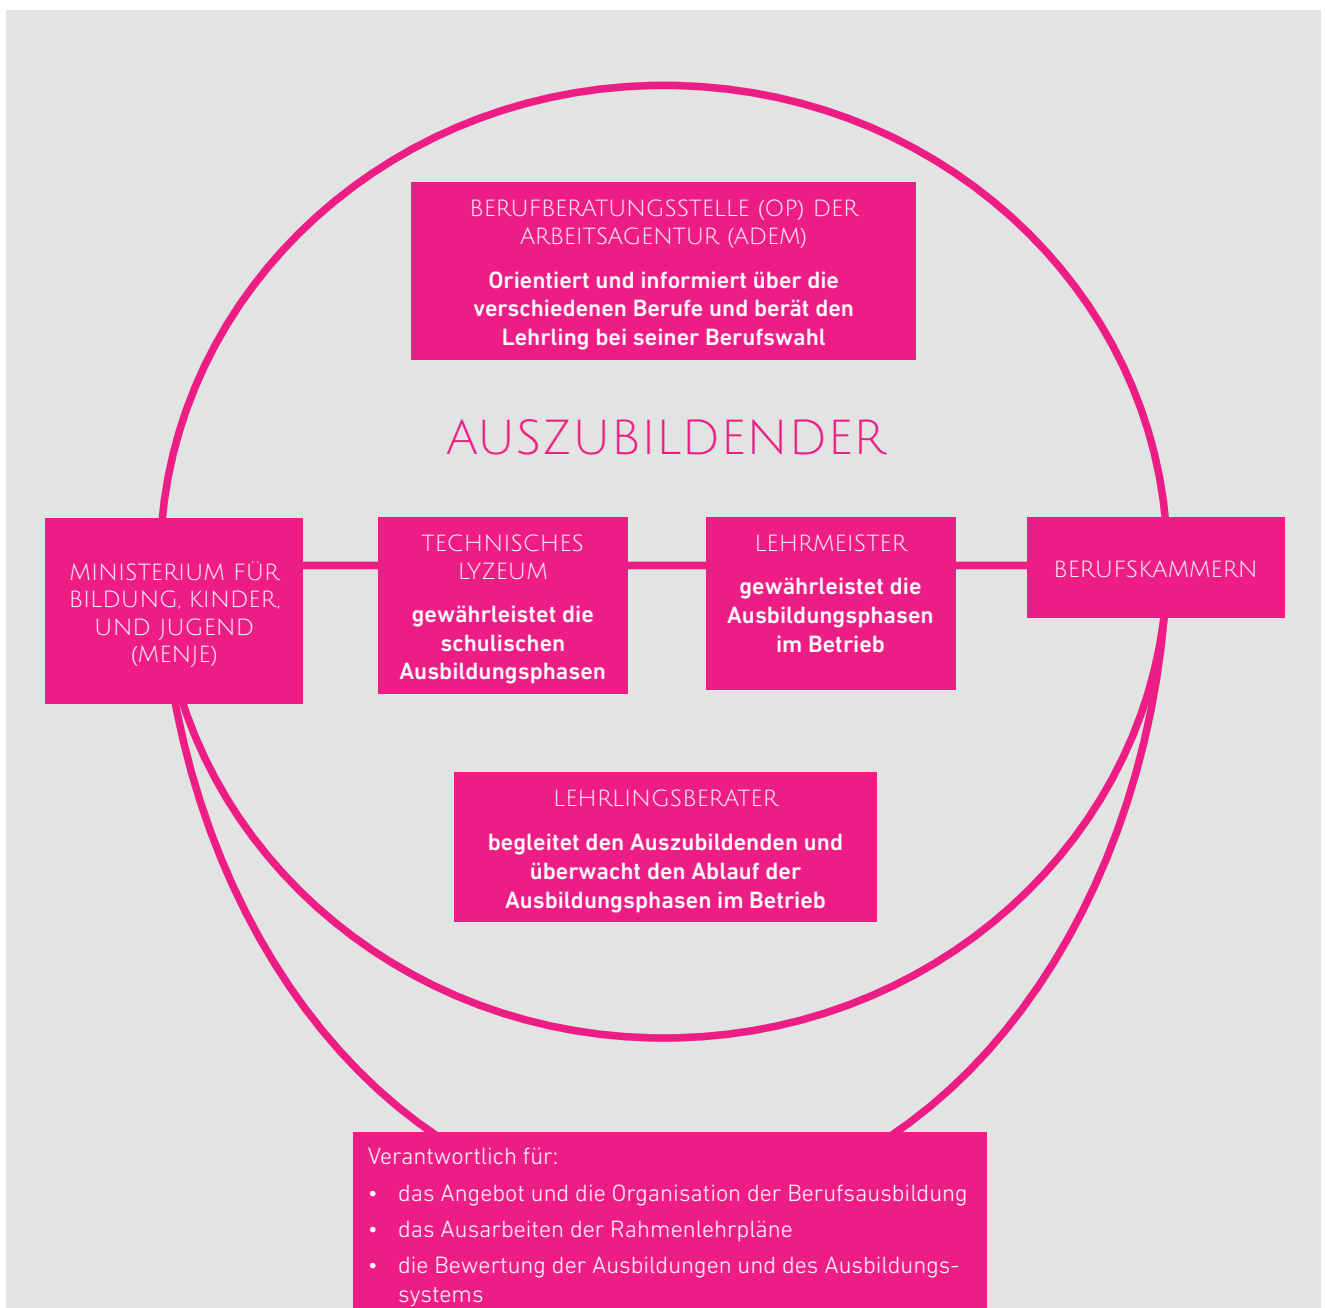 BERUFBERATUNGSSTELLE (OP) DER
ARBEITSAGENTUR (ADEM)
Orientiert und informiert über die
verschiedenen Berufe und berät den
Lehrling bei seiner Berufswahl
AUSZUBILDENDER
MINISTERIUM FÜR
BILDUNG, KINDER,
UND JUGEND
(MENJE)
TECHNISCHES
LYZEUM
gewährleistet die
schulischen
Ausbildungsphasen
LEHRMEISTER
gewährleistet die
Ausbildungsphasen
im Betrieb
BERUFSKAMMERN
LEHRLINGSBERATER
begleitet den Auszubildenden und
überwacht den Ablauf der
Ausbildungsphasen im Betrieb
Verantwortlich für:
• das Angebot und die Organisation der Berufsausbildung
• das Ausarbeiten der Rahmenlehrpläne
• die Bewertung der Ausbildungen und des Ausbildungs-
systems